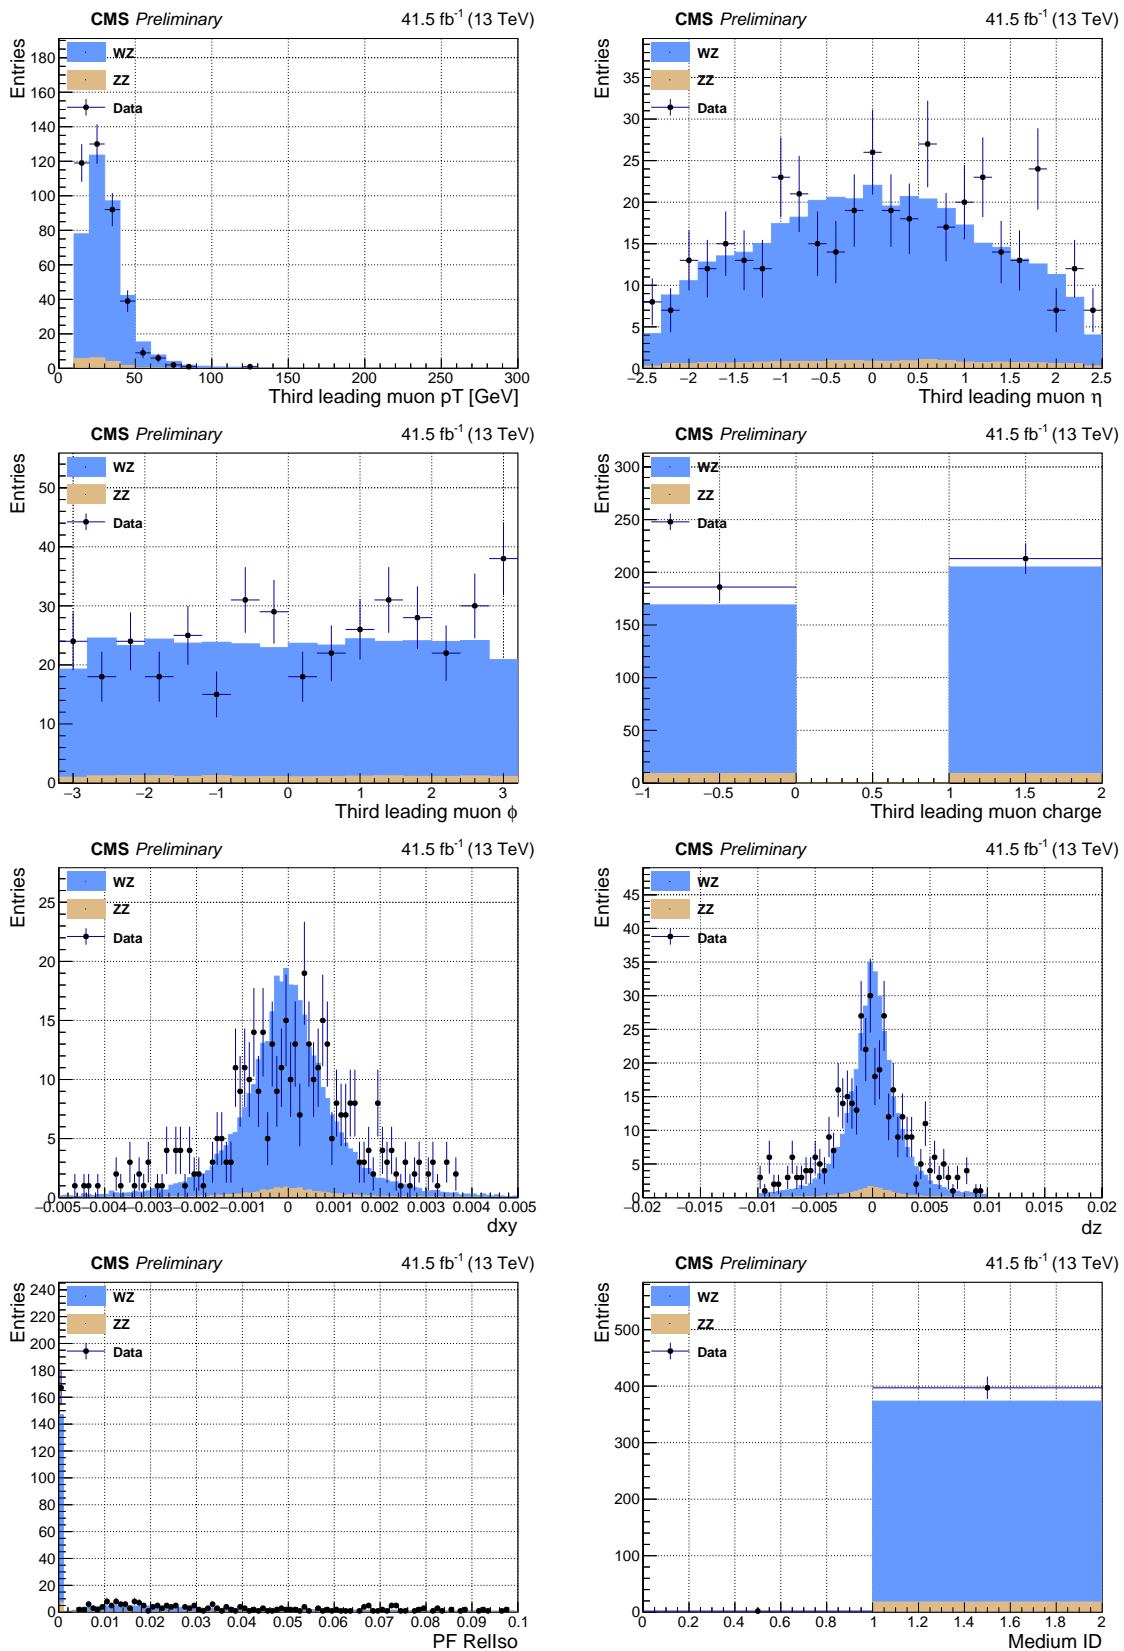 CMS Preliminary 41.5 fb-1 (13 TeV)
Entries
180
160
140
120
100
80
60
40
20
0
WZ
ZZ
Data
0 50 100 150 200 250 300
Third leading muon pT [GeV]
CMS Preliminary 41.5 fb-1 (13 TeV)
Entries
35
30
25
20
15
10
5
0
WZ
ZZ
Data
−2.5 −2 −1.5 −1 −0.5 0 0.5 1 1.5 2 2.5
Third leading muon η
CMS Preliminary 41.5 fb-1 (13 TeV)
Entries
50
40
30
20
10
0
WZ
ZZ
Data
−3 −2 −1 0 1 2 3
Third leading muon ϕ
CMS Preliminary 41.5 fb-1 (13 TeV)
Entries
300
250
200
150
100
50
0
WZ
ZZ
Data
−1 −0.5 0 0.5 1 1.5 2
Third leading muon charge
CMS Preliminary 41.5 fb-1 (13 TeV)
Entries
25
20
15
10
5
0
WZ
ZZ
Data
−0.005 −0.004 −0.003 −0.002 −0.001 0 0.001 0.002 0.003 0.004 0.005
dxy
CMS Preliminary 41.5 fb-1 (13 TeV)
Entries
45
40
35
30
25
20
15
10
5
0
WZ
ZZ
Data
−0.02 −0.015 −0.01 −0.005 0 0.005 0.01 0.015 0.02
dz
CMS Preliminary 41.5 fb-1 (13 TeV)
Entries
240
220
200
180
160
140
120
100
80
60
40
20
0
WZ
ZZ
Data
0 0.01 0.02 0.03 0.04 0.05 0.06 0.07 0.08 0.09 0.1
PF RelIso
CMS Preliminary 41.5 fb-1 (13 TeV)
Entries
500
400
300
200
100
0
WZ
ZZ
Data
0 0.2 0.4 0.6 0.8 1 1.2 1.4 1.6 1.8 2
Medium ID